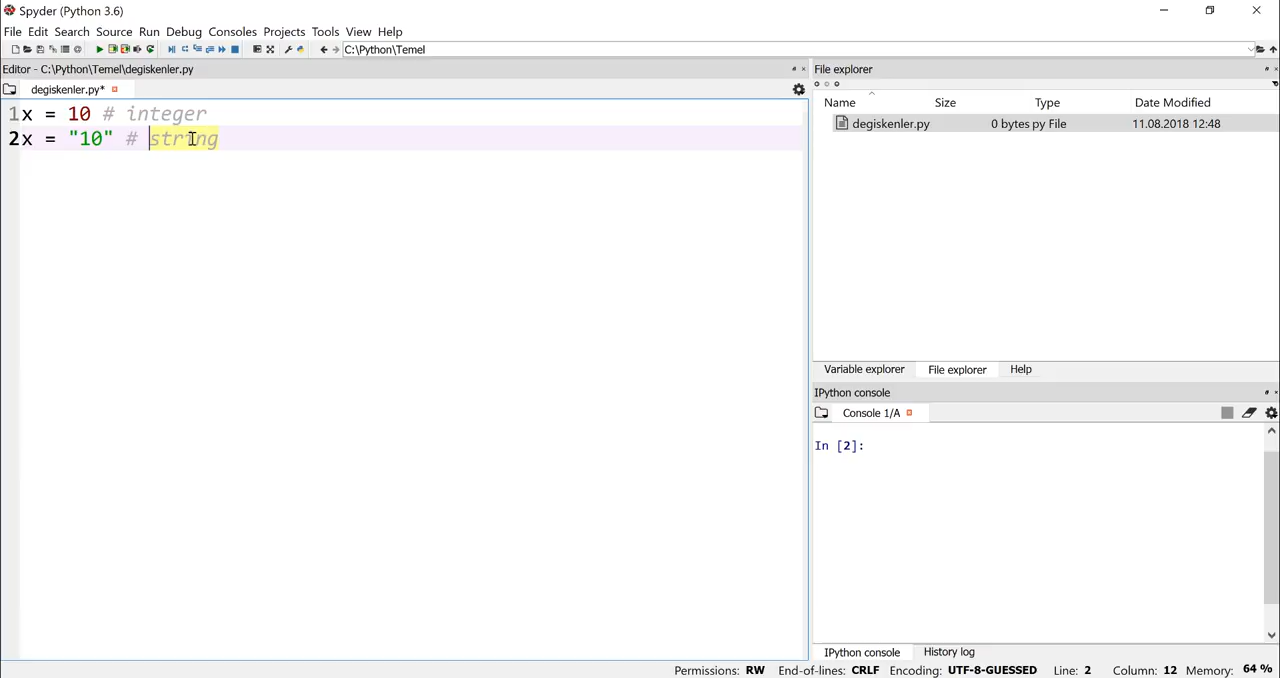 Spyder (Python 3.6)
File Edit Search Source Run Debug Consoles Projects Tools View Help
C:\Python\Temel
Editor - C:\Python\Temel\degiskenler.py
degiskenler.py*
1 x = 10 # integer
2 x = "10" # string
File explorer
Name Size Type Date Modified
degiskenler.py 0 bytes py File 11.08.2018 12:48
Variable explorer File explorer Help
IPython console
Console 1/A
In [2]:
IPython console History log
Permissions: RW End-of-lines: CRLF Encoding: UTF-8-GUESSED Line: 2 Column: 12 Memory: 64 %